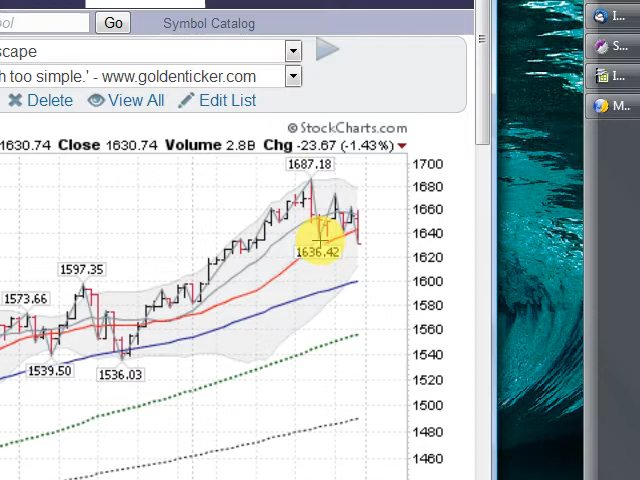 ol
Go
Symbol Catalog
scape
h too simple.' - www.goldenticker.com
Delete
View All
Edit List
© StockCharts.com
1630.74 Close 1630.74 Volume 2.8B Chg -23.67 (-1.43%)
1700
1687.18
1680
1660
1640
1636.42
1620
1597.35
1600
1573.66
1580
1560
1539.50
1536.03
1540
1520
1500
1480
1460
I...
S...
I...
M..